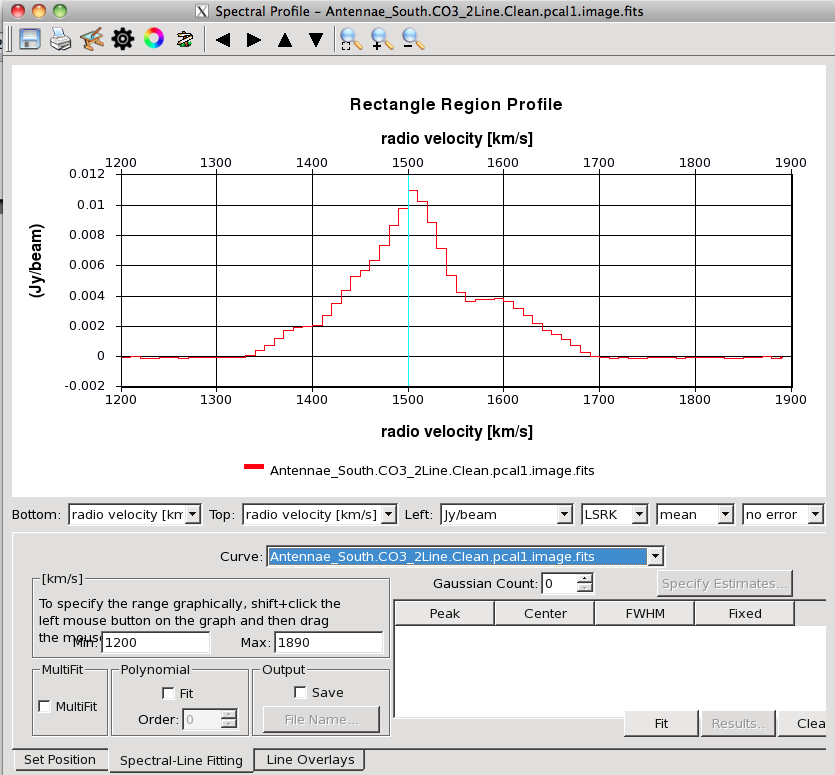 X Spectral Profile - Antennae_South.CO3_2Line.Clean.pcal1.image.fits
Rectangle Region Profile
radio velocity [km/s]
1200 1300 1400 1500 1600 1700 1800 1900
0.012
0.01
0.008
0.006
0.004
0.002
0
-0.002
(Jy/beam)
1200 1300 1400 1500 1600 1700 1800 1900
radio velocity [km/s]
Antennae_South.CO3_2Line.Clean.pcal1.image.fits
Bottom: radio velocity [km Top: radio velocity [km/s] Left: Jy/beam LSRK mean no error
Curve: Antennae_South.CO3_2Line.Clean.pcal1.image.fits
[km/s]
To specify the range graphically, shift+click the
left mouse button on the graph and then drag
the mous
Min: 1200 Max: 1890
Gaussian Count: 0 Specify Estimates...
Peak Center FWHM Fixed
MultiFit
MultiFit
Polynomial
Fit
Order: 0
Output
Save
File Name...
Fit Results.. Clea
Set Position Spectral-Line Fitting Line Overlays